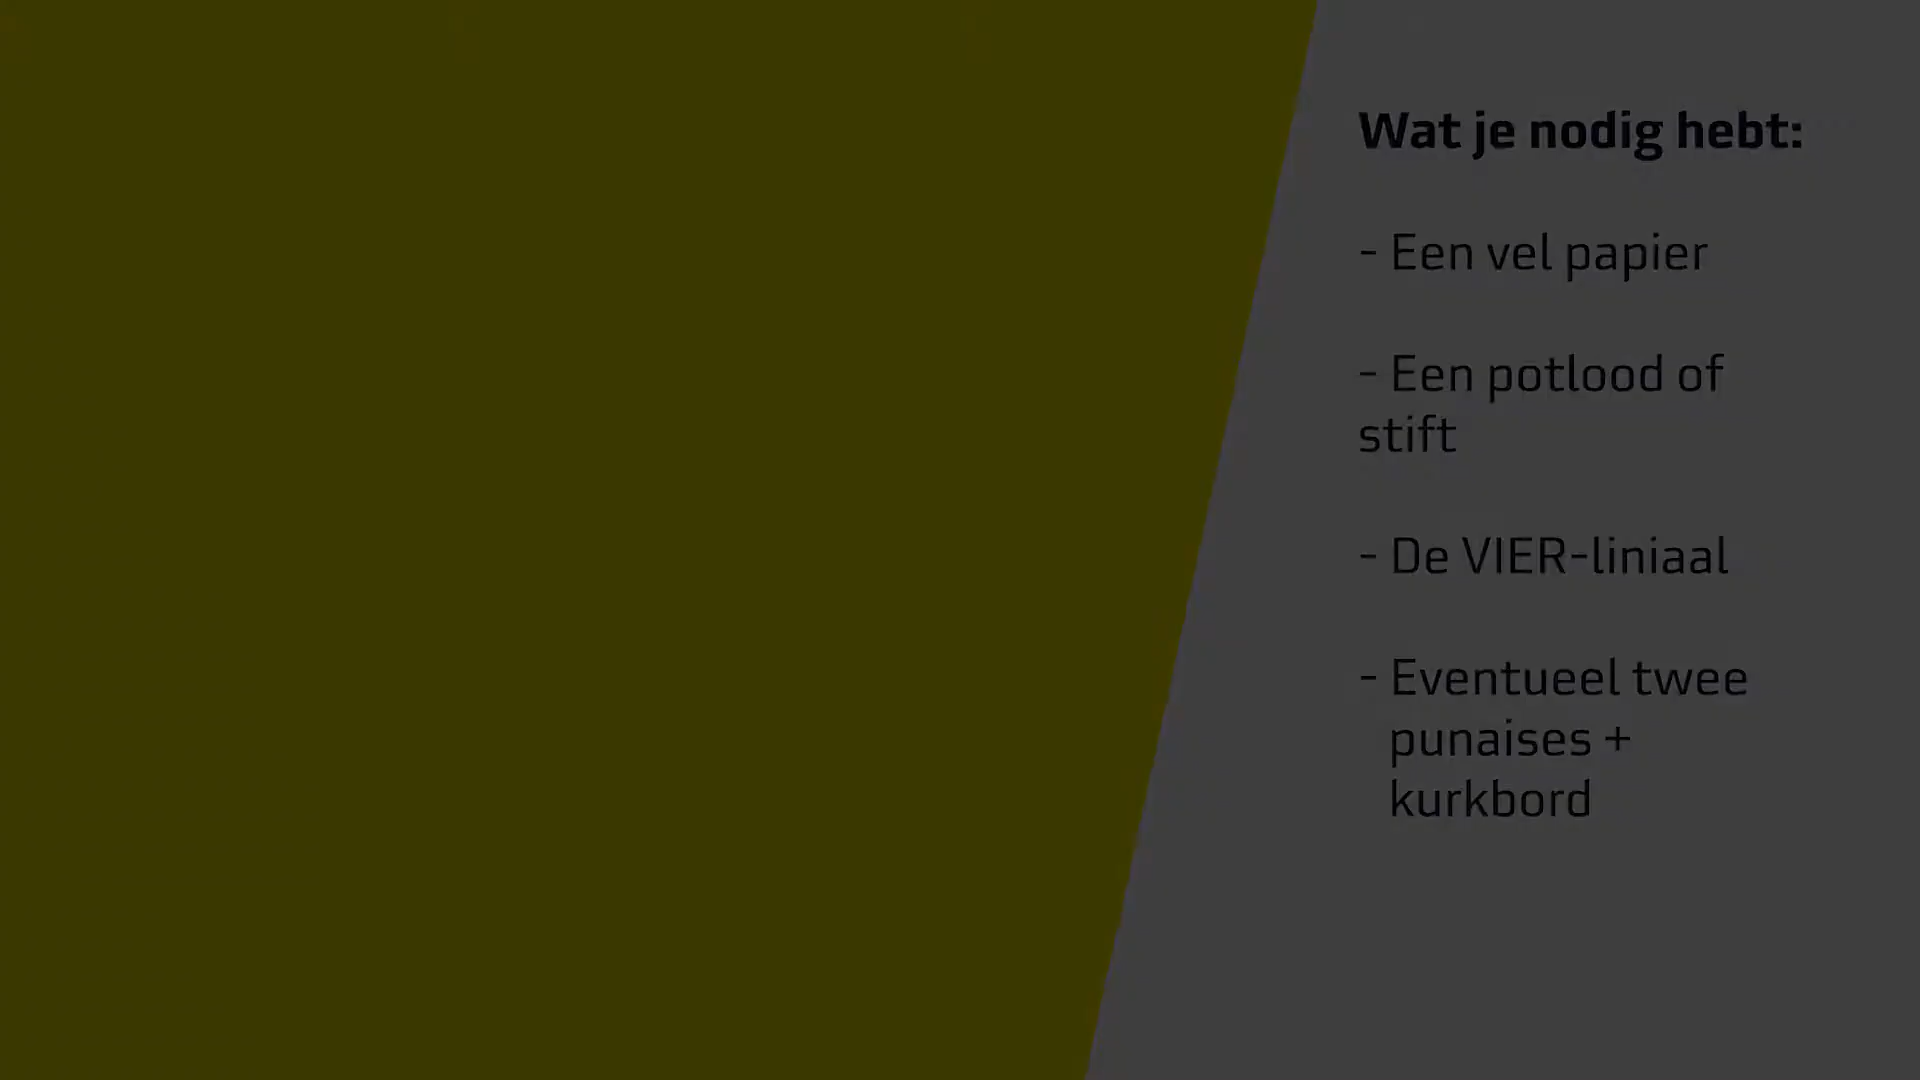 Wat je nodig hebt:
- Een vel papier
- Een potlood of
stift
- De VIER-liniaal
- Eventueel twee
punaises +
kurkbord